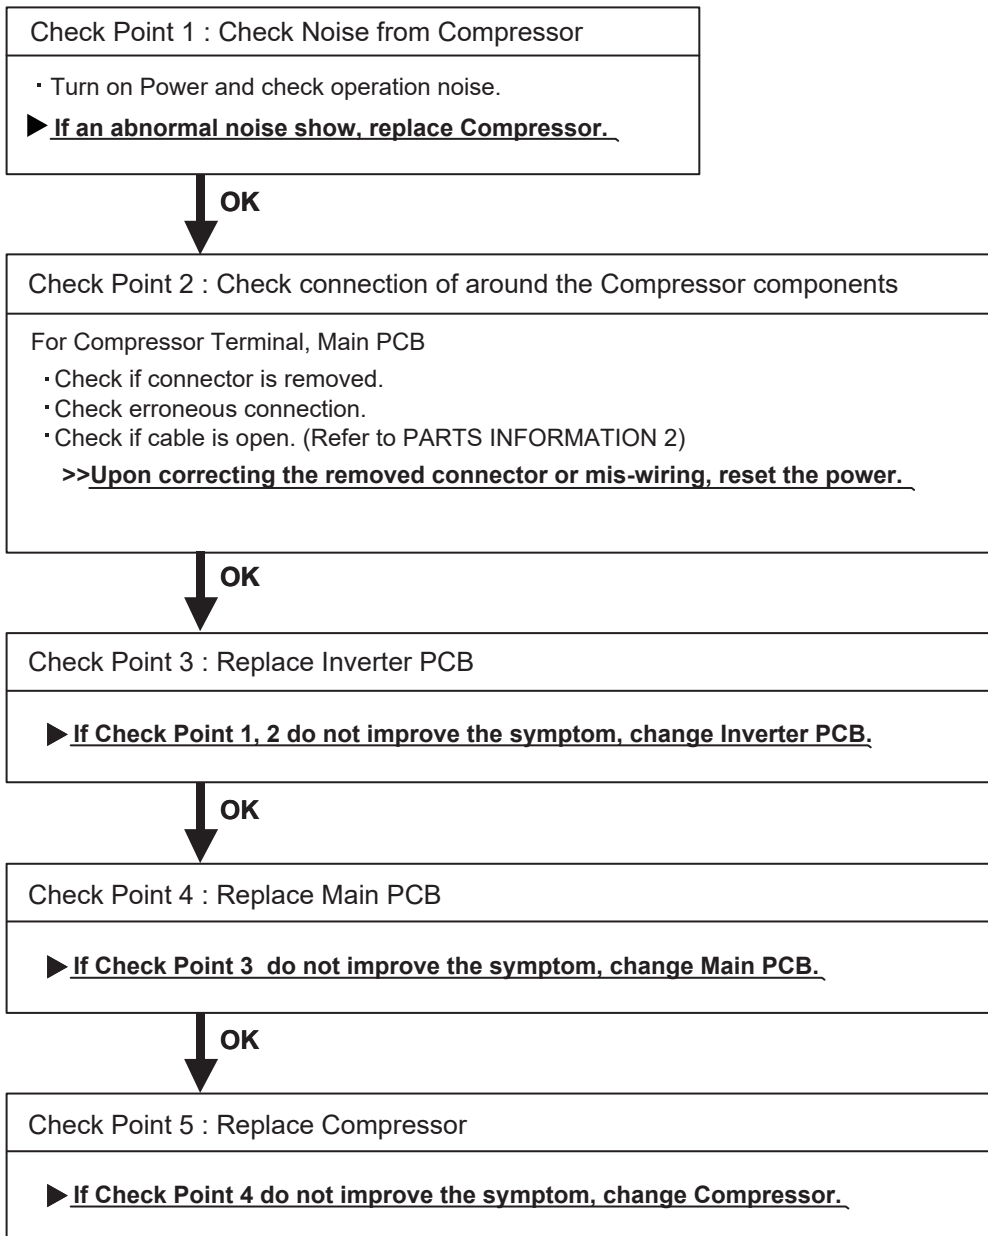 Check Point 1 : Check Noise from Compressor
・Turn on Power and check operation noise.
▶ If an abnormal noise show, replace Compressor.
OK
Check Point 2 : Check connection of around the Compressor components
For Compressor Terminal, Main PCB
・Check if connector is removed.
・Check erroneous connection.
・Check if cable is open. (Refer to PARTS INFORMATION 2)
>>Upon correcting the removed connector or mis-wiring, reset the power.
OK
Check Point 3 : Replace Inverter PCB
▶ If Check Point 1, 2 do not improve the symptom, change Inverter PCB.
OK
Check Point 4 : Replace Main PCB
▶ If Check Point 3 do not improve the symptom, change Main PCB.
OK
Check Point 5 : Replace Compressor
▶ If Check Point 4 do not improve the symptom, change Compressor.